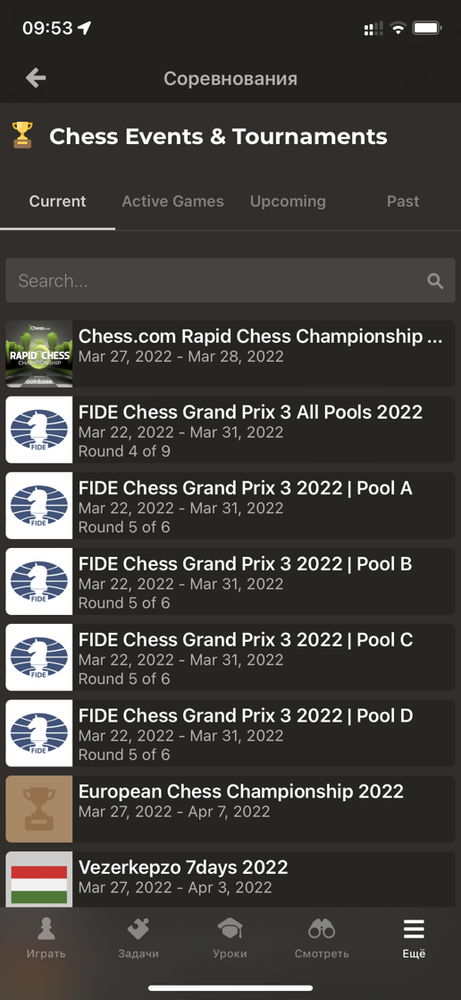 09:53
Соревнования
Chess Events & Tournaments
Current Active Games Upcoming Past
Search...
Chess.com
RAPID CHESS
CHAMPIONSHIP
coinbase
Chess.com Rapid Chess Championship ...
Mar 27, 2022 - Mar 28, 2022
FIDE
FIDE Chess Grand Prix 3 All Pools 2022
Mar 22, 2022 - Mar 31, 2022
Round 4 of 9
FIDE
FIDE Chess Grand Prix 3 2022 | Pool A
Mar 22, 2022 - Mar 31, 2022
Round 5 of 6
FIDE
FIDE Chess Grand Prix 3 2022 | Pool B
Mar 22, 2022 - Mar 31, 2022
Round 5 of 6
FIDE
FIDE Chess Grand Prix 3 2022 | Pool C
Mar 22, 2022 - Mar 31, 2022
Round 5 of 6
FIDE
FIDE Chess Grand Prix 3 2022 | Pool D
Mar 22, 2022 - Mar 31, 2022
Round 5 of 6
European Chess Championship 2022
Mar 27, 2022 - Apr 7, 2022
Vezerkepzo 7days 2022
Mar 27, 2022 - Apr 3, 2022
Играть Задачи Уроки Смотреть Ещё